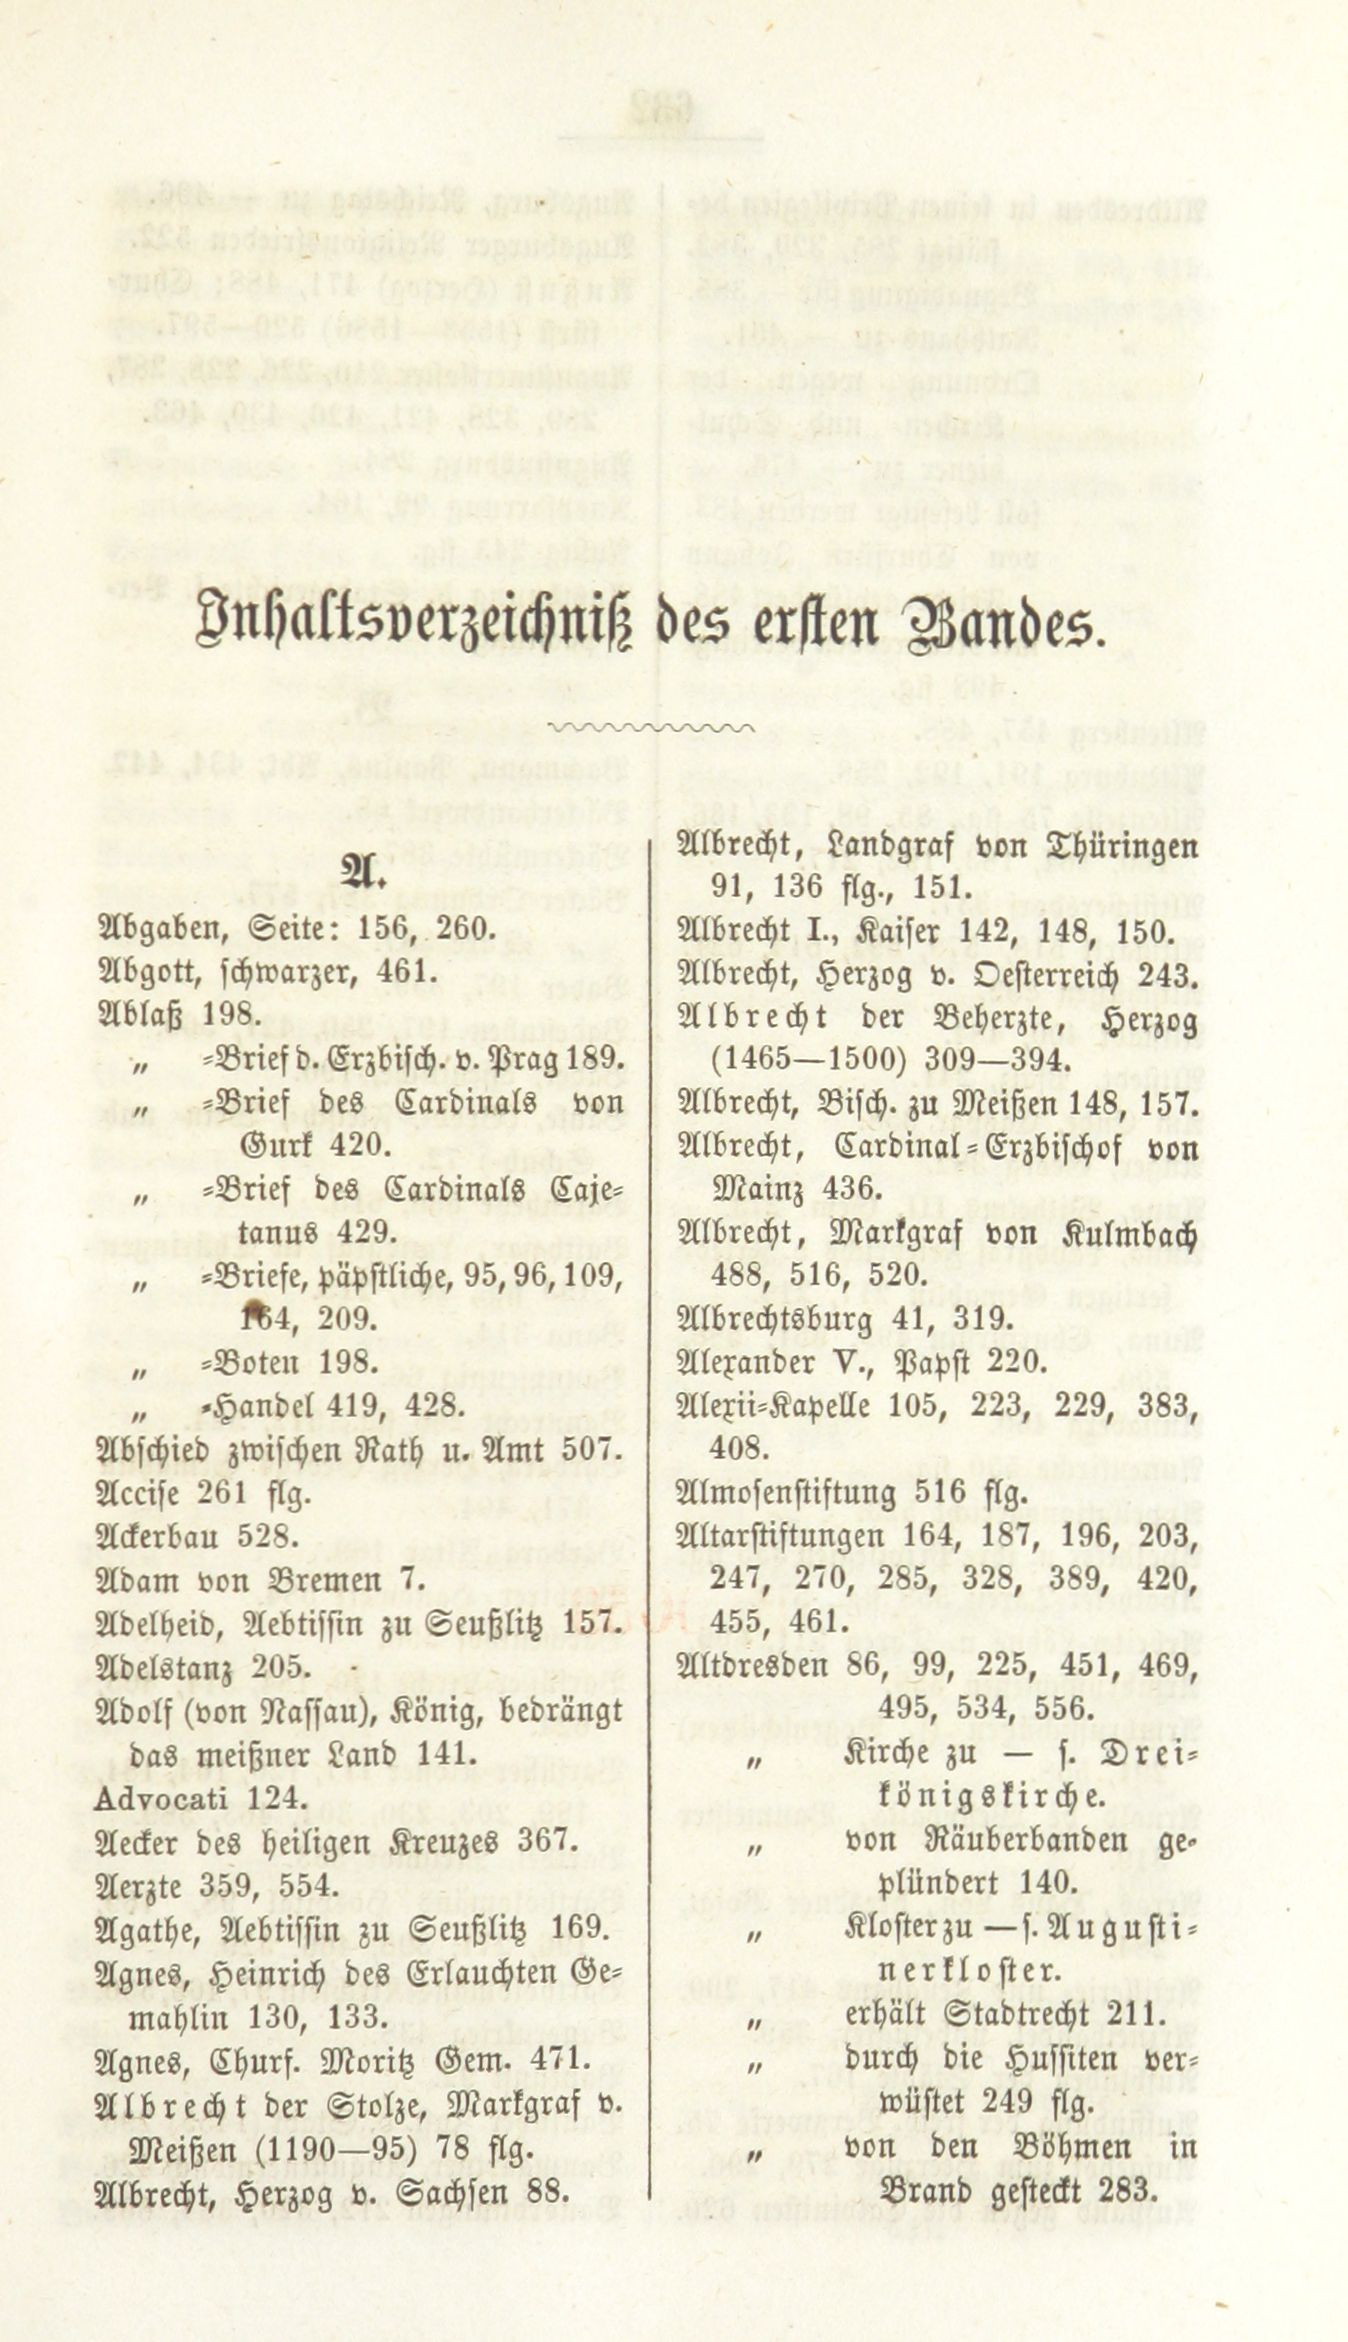 Inhaltsverzeichniß des ersten Bandes.
A.
Abgaben, Seite: 156, 260.
Abgott, schwarzer, 461.
Ablaß 198.
„ =Brief d. Erzbisch. v. Prag 189.
„ =Brief des Cardinals von
Gurk 420.
„ =Brief des Cardinals Caje=
tanus 429.
„ =Briefe, päpstliche, 95, 96, 109,
164, 209.
„ =Boten 198.
„ =Handel 419, 428.
Abschied zwischen Rath u. Amt 507.
Accise 261 flg.
Ackerbau 528.
Adam von Bremen 7.
Adelheid, Aebtissin zu Seußlitz 157.
Adelstanz 205.
Adolf (von Nassau), König, bedrängt
das meißner Land 141.
Advocati 124.
Aecker des heiligen Kreuzes 367.
Aerzte 359, 554.
Agathe, Aebtissin zu Seußlitz 169.
Agnes, Heinrich des Erlauchten Ge=
mahlin 130, 133.
Agnes, Churf. Moritz Gem. 471.
Albrecht der Stolze, Markgraf v.
Meißen (1190—95) 78 flg.
Albrecht, Herzog v. Sachsen 88.
Albrecht, Landgraf von Thüringen
91, 136 flg., 151.
Albrecht I., Kaiser 142, 148, 150.
Albrecht, Herzog v. Oesterreich 243.
Albrecht der Beherzte, Herzog
(1465—1500) 309—394.
Albrecht, Bisch. zu Meißen 148, 157.
Albrecht, Cardinal=Erzbischof von
Mainz 436.
Albrecht, Markgraf von Kulmbach
488, 516, 520.
Albrechtsburg 41, 319.
Alexander V., Papst 220.
Alexii=Kapelle 105, 223, 229, 383,
408.
Almosenstiftung 516 flg.
Altarstiftungen 164, 187, 196, 203,
247, 270, 285, 328, 389, 420,
455, 461.
Altdresden 86, 99, 225, 451, 469,
495, 534, 556.
„ Kirche zu — s. Drei=
königskirche.
„ von Räuberbanden ge=
plündert 140.
„ Kloster zu — s. Augusti=
nerkloster.
„ erhält Stadtrecht 211.
„ durch die Hussiten ver=
wüstet 249 flg.
„ von den Böhmen in
Brand gesteckt 283.